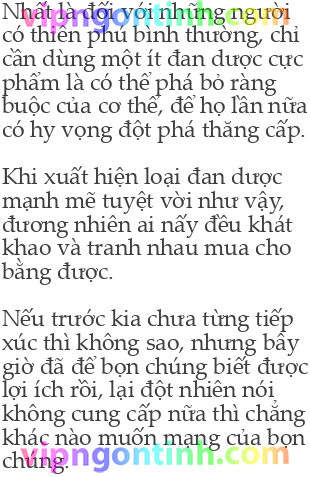 Nhất là đối với những người
có thiên phú bình thường, chỉ
cần dùng một ít đan dược cực
phẩm là có thể phá bỏ ràng
buộc của cơ thể, để họ lần nữa
có hy vọng đột phá thăng cấp.
Khi xuất hiện loại đan dược
mạnh mẽ tuyệt vời như vậy,
đương nhiên ai nấy đều khát
khao và tranh nhau mua cho
bằng được.
Nếu trước kia chưa từng tiếp
xúc thì không sao, nhưng bây
giờ đã để bọn chúng biết được
lợi ích rồi, lại đột nhiên nói
không cung cấp nữa thì chẳng
khác nào muốn mạng của bọn
chúng.
vipngontinh.com
vipngontinh.com